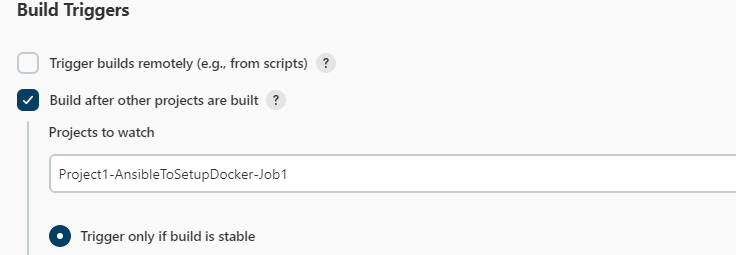 Build Triggers
Trigger builds remotely (e.g., from scripts) ?
Build after other projects are built ?
Projects to watch
Project1-AnsibleToSetupDocker-Job1
Trigger only if build is stable